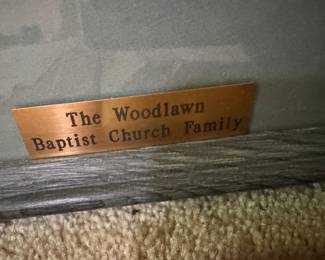 The Woodlawn
Baptist Church Family